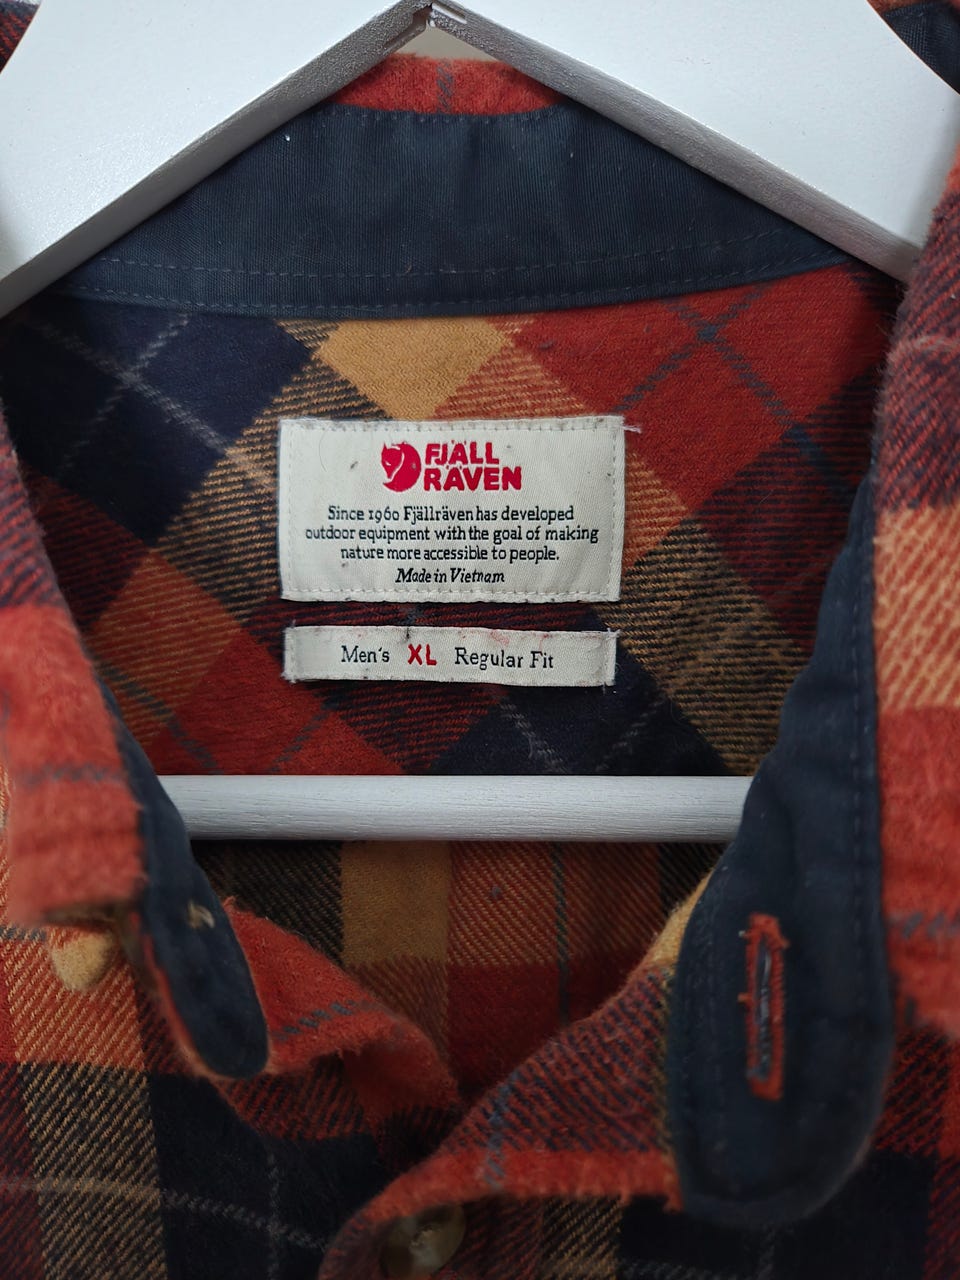 FJÄLL
RÄVEN
Since 1960 Fjällräven has developed
outdoor equipment with the goal of making
nature more accessible to people.
Made in Vietnam
Men's XL Regular Fit